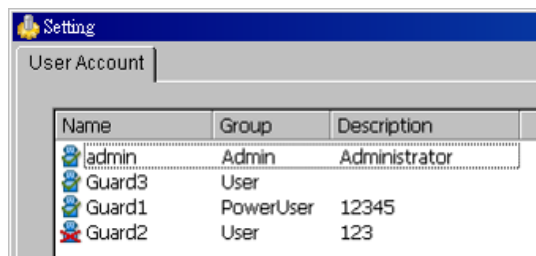 Setting
User Account
Name Group Description
admin Admin Administrator
Guard3 User
Guard1 PowerUser 12345
Guard2 User 123